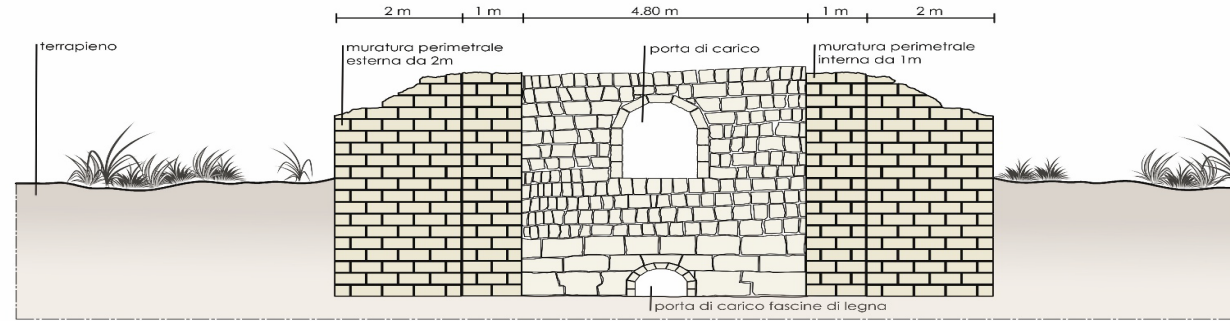 2 m
1 m
4.80 m
1 m
2 m
terrapieno
muratura perimetrale
esterna da 2m
porta di carico
muratura perimetrale
interna da 1m
porta di carico fascine di legna